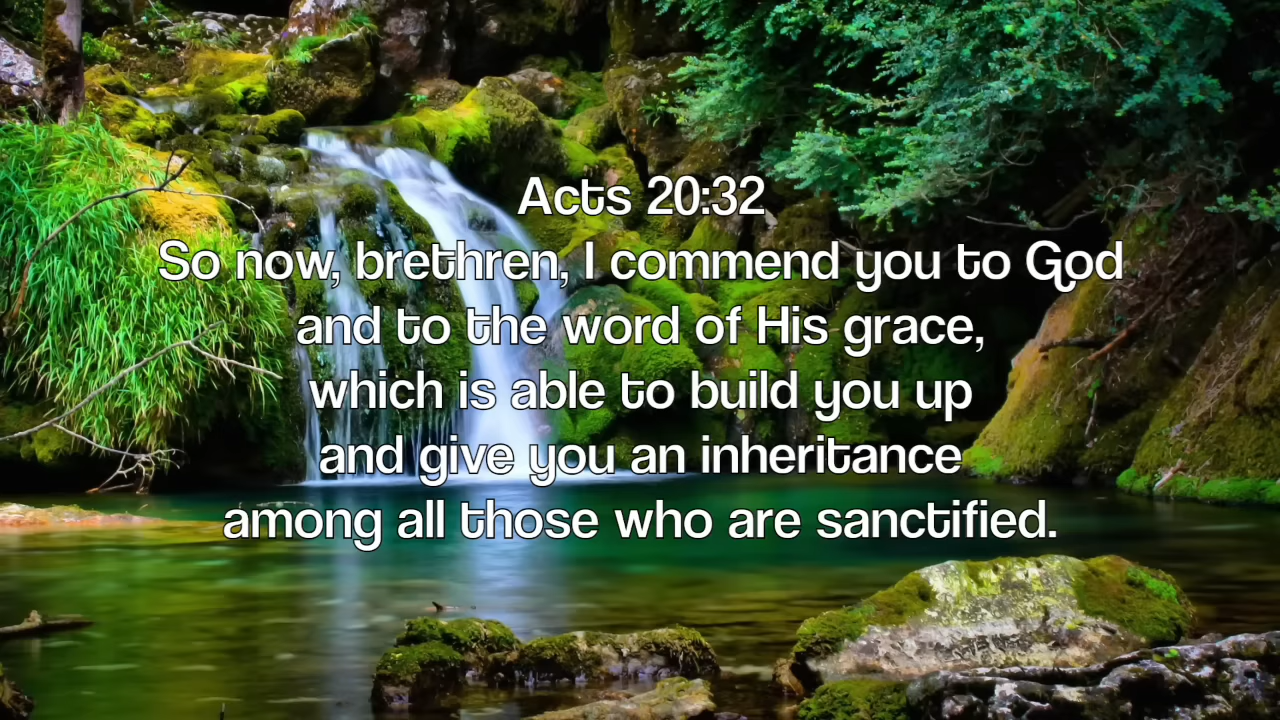 Acts 20:32
So now, brethren, I commend you to God
and to the word of His grace,
which is able to build you up
and give you an inheritance
among all those who are sanctified.